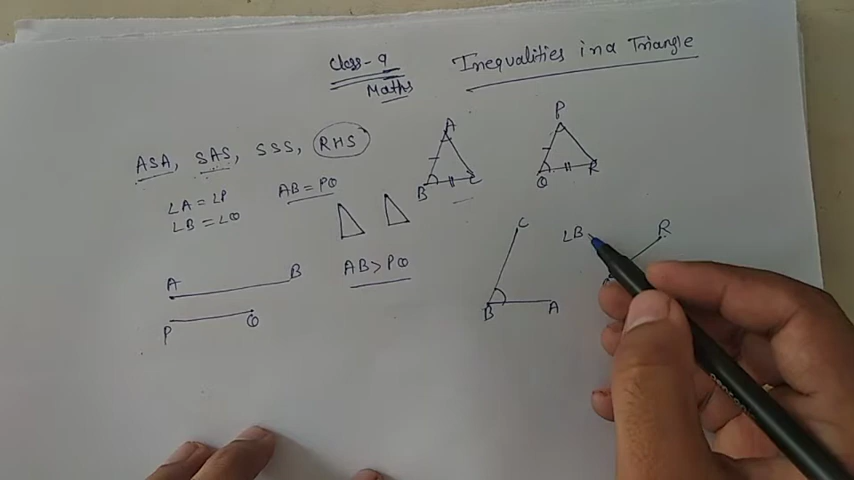 Class-9
Maths
Inequalities in a Triangle
ASA, SAS, SSS, RHS
∠A = ∠P
∠B = ∠Q
AB = PQ
A
B
C
P
Q
R
A
B
P
Q
AB > PQ
C
B
A
∠B
R